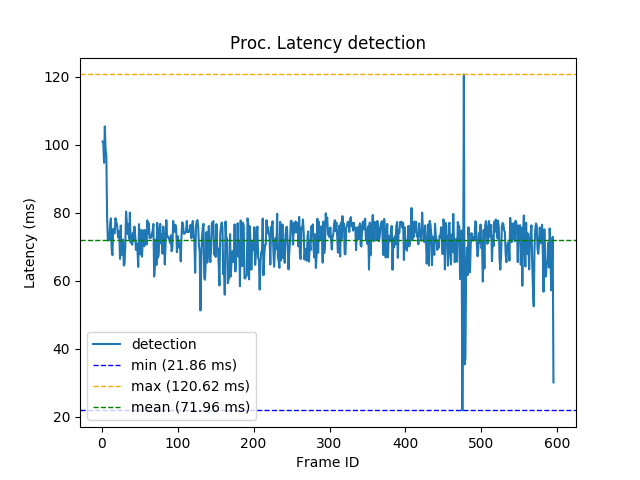 Proc. Latency detection
120
100
80
60
40
20
Latency (ms)
detection
min (21.86 ms)
max (120.62 ms)
mean (71.96 ms)
0 100 200 300 400 500 600
Frame ID